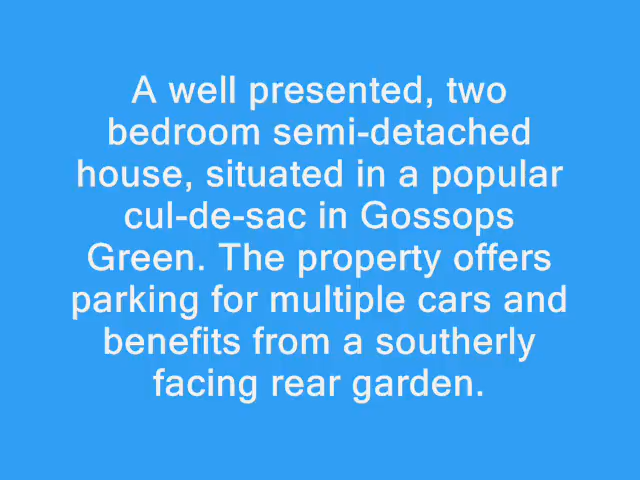 A well presented, two
bedroom semi-detached
house, situated in a popular
cul-de-sac in Gossops
Green. The property offers
parking for multiple cars and
benefits from a southerly
facing rear garden.